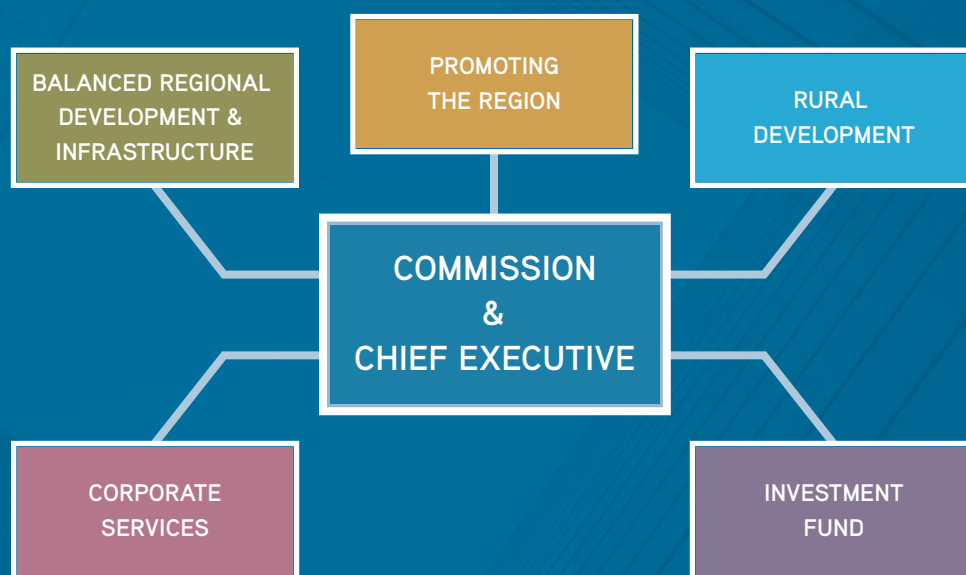 BALANCED REGIONAL
DEVELOPMENT &
INFRASTRUCTURE
PROMOTING
THE REGION
RURAL
DEVELOPMENT
COMMISSION
&
CHIEF EXECUTIVE
CORPORATE
SERVICES
INVESTMENT
FUND